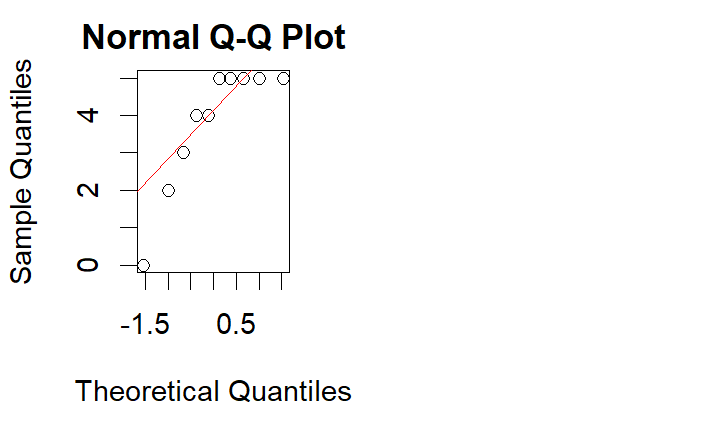 Normal Q-Q Plot
Sample Quantiles
4
2
0
-1.5 0.5
Theoretical Quantiles